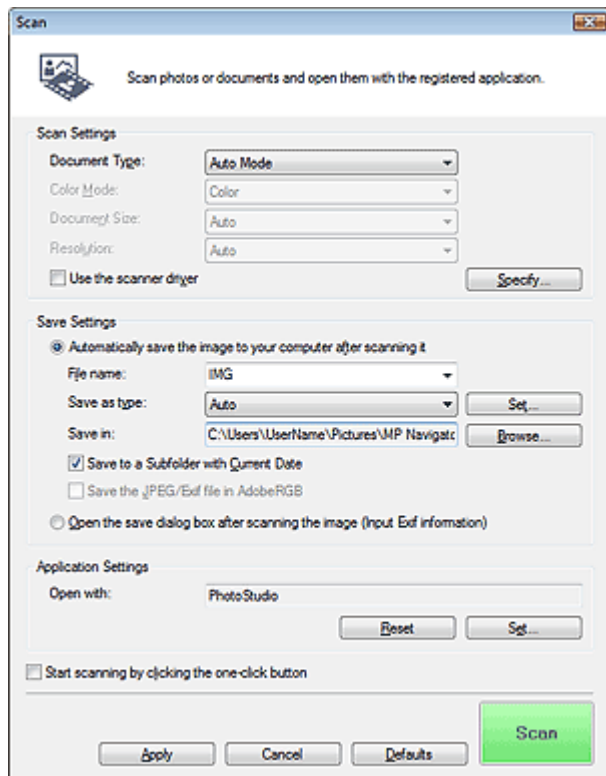 Scan
Scan photos or documents and open them with the registered application.
Scan Settings
Document Type: Auto Mode
Color Mode: Color
Document Size: Auto
Resolution: Auto
Use the scanner driver Specify...
Save Settings
Automatically save the image to your computer after scanning it
File name: IMG
Save as type: Auto Set...
Save in: C:\Users\UserName\Pictures\MP Navigatc Browse...
Save to a Subfolder with Current Date
Save the JPEG/Exif file in AdobeRGB
Open the save dialog box after scanning the image (Input Exif information)
Application Settings
Open with: PhotoStudio
Reset Set...
Start scanning by clicking the one-click button
Scan
Apply Cancel Defaults